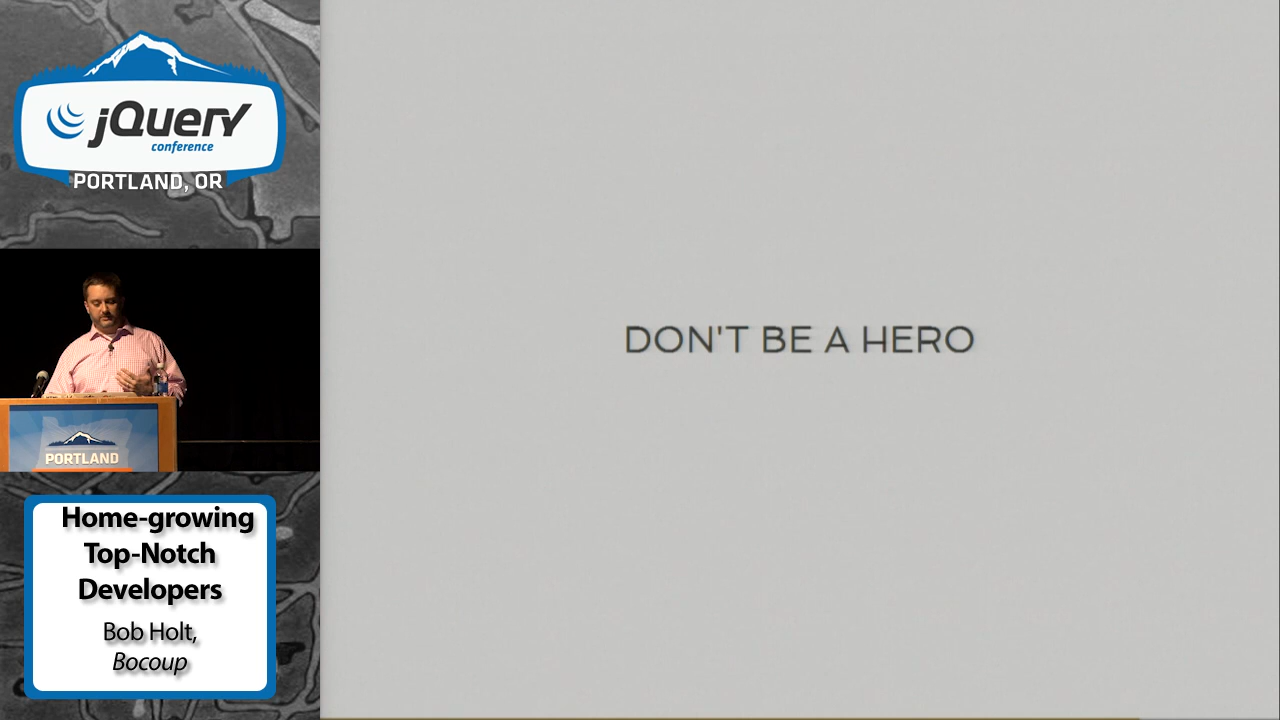 jQuery
conference
PORTLAND, OR
PORTLAND
Home-growing
Top-Notch
Developers
Bob Holt,
Bocoup
DON'T BE A HERO